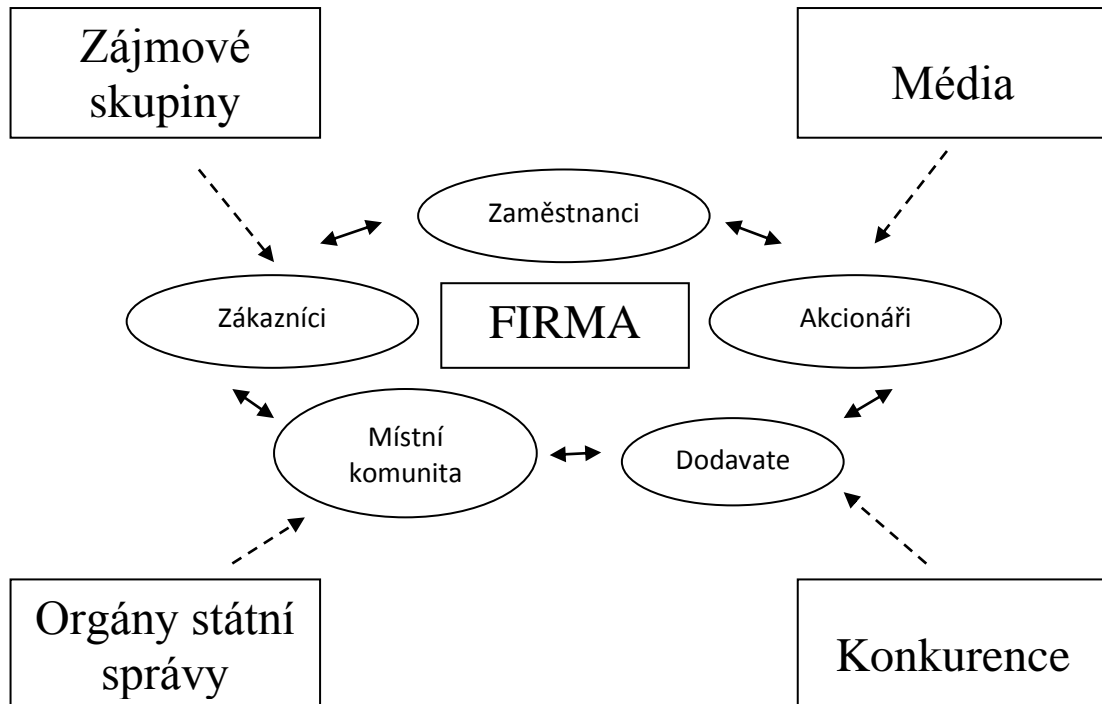 Zájmové
skupiny
Média
Zaměstnanci
Zákazníci
FIRMA
Akcionáři
Místní
komunita
Dodavate
Orgány státní
správy
Konkurence